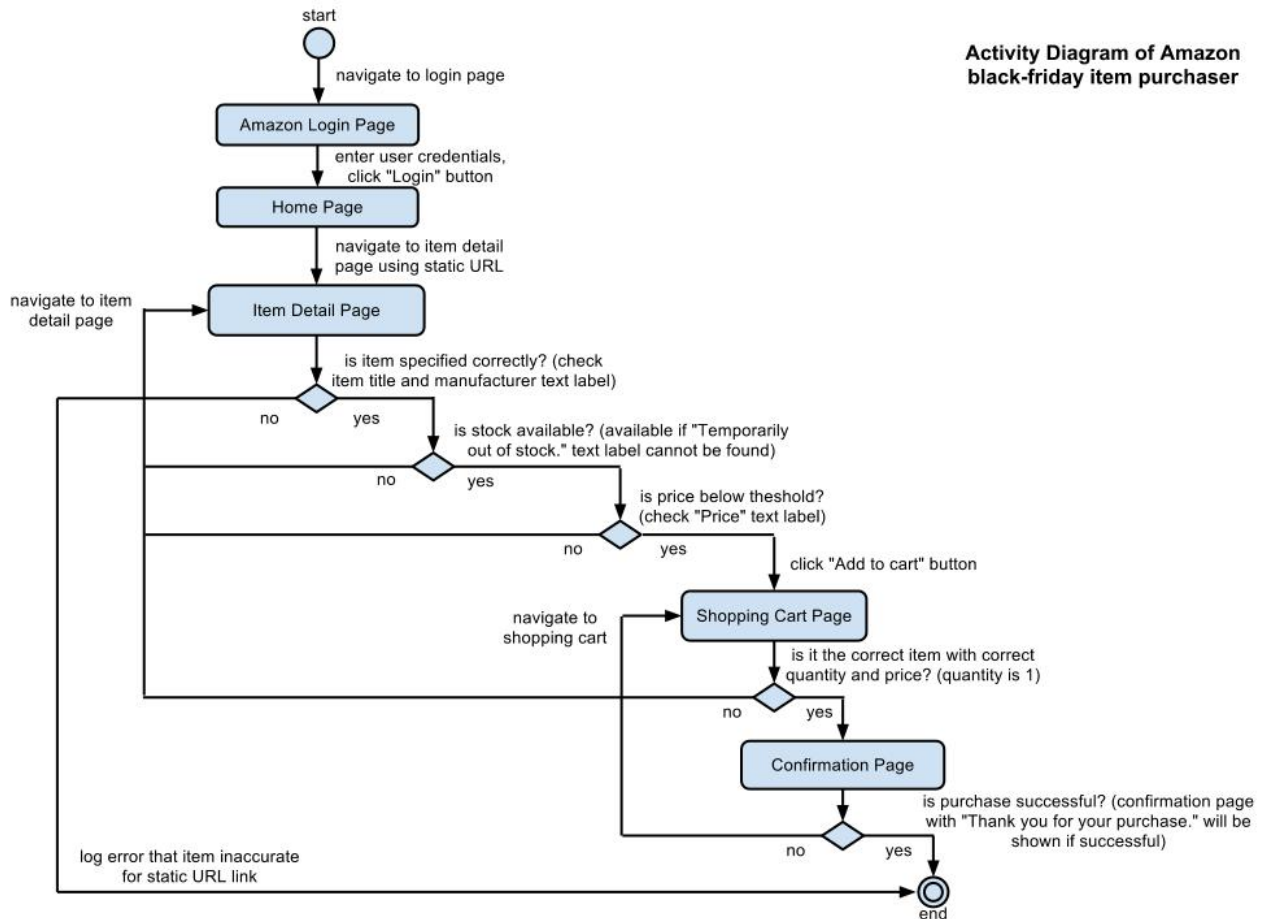 start
Activity Diagram of Amazon
black-friday item purchaser
navigate to login page
Amazon Login Page
enter user credentials,
click "Login" button
Home Page
navigate to item detail
page using static URL
navigate to item
detail page
Item Detail Page
is item specified correctly? (check
item title and manufacturer text label)
no
yes
is stock available? (available if "Temporarily
out of stock." text label cannot be found)
no
yes
is price below theshold?
(check "Price" text label)
no
yes
click "Add to cart" button
navigate to
shopping cart
Shopping Cart Page
is it the correct item with correct
quantity and price? (quantity is 1)
no
yes
Confirmation Page
is purchase successful? (confirmation page
with "Thank you for your purchase." will be
shown if successful)
no
yes
log error that item inaccurate
for static URL link
end